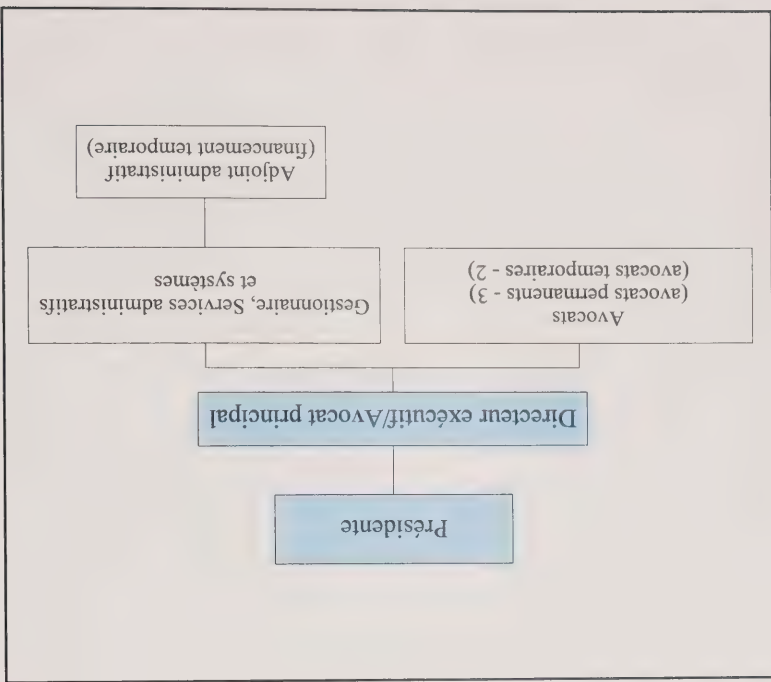 Présidente
Directeur exécutif/Avocat principal
Avocats
(avocats permanents - 3)
(avocats temporaires - 2)
Gestionnaire, Services administratifs
et systèmes
Adjoint administratif
(financement temporaire)